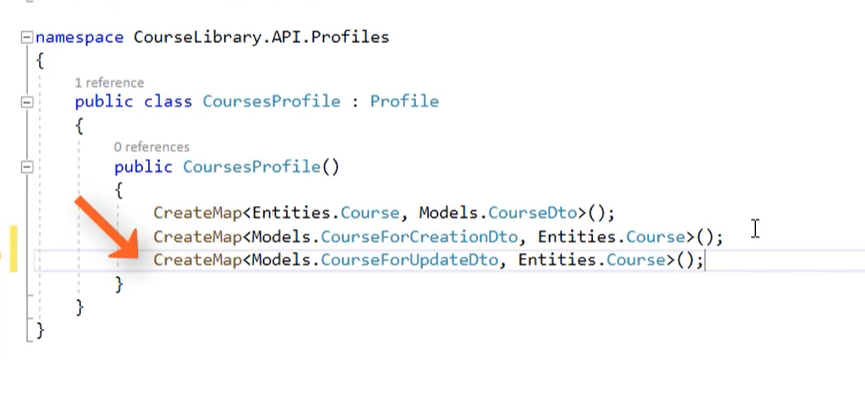 namespace CourseLibrary.API.Profiles
{
1 reference
public class CoursesProfile : Profile
{
0 references
public CoursesProfile()
{
CreateMap<Entities.Course, Models.CourseDto>();
CreateMap<Models.CourseForCreationDto, Entities.Course>();
CreateMap<Models.CourseForUpdateDto, Entities.Course>();
}
}
}